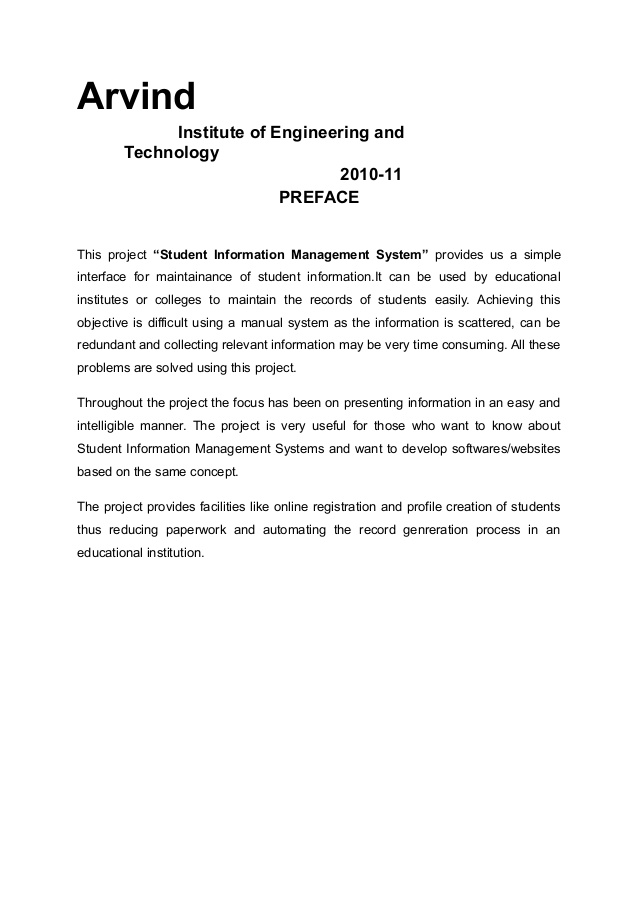 Arvind
Institute of Engineering and
Technology
2010-11
PREFACE
This project “Student Information Management System” provides us a simple
interface for maintainance of student information.It can be used by educational
institutes or colleges to maintain the records of students easily. Achieving this
objective is difficult using a manual system as the information is scattered, can be
redundant and collecting relevant information may be very time consuming. All these
problems are solved using this project.
Throughout the project the focus has been on presenting information in an easy and
intelligible manner. The project is very useful for those who want to know about
Student Information Management Systems and want to develop softwares/websites
based on the same concept.
The project provides facilities like online registration and profile creation of students
thus reducing paperwork and automating the record genreration process in an
educational institution.